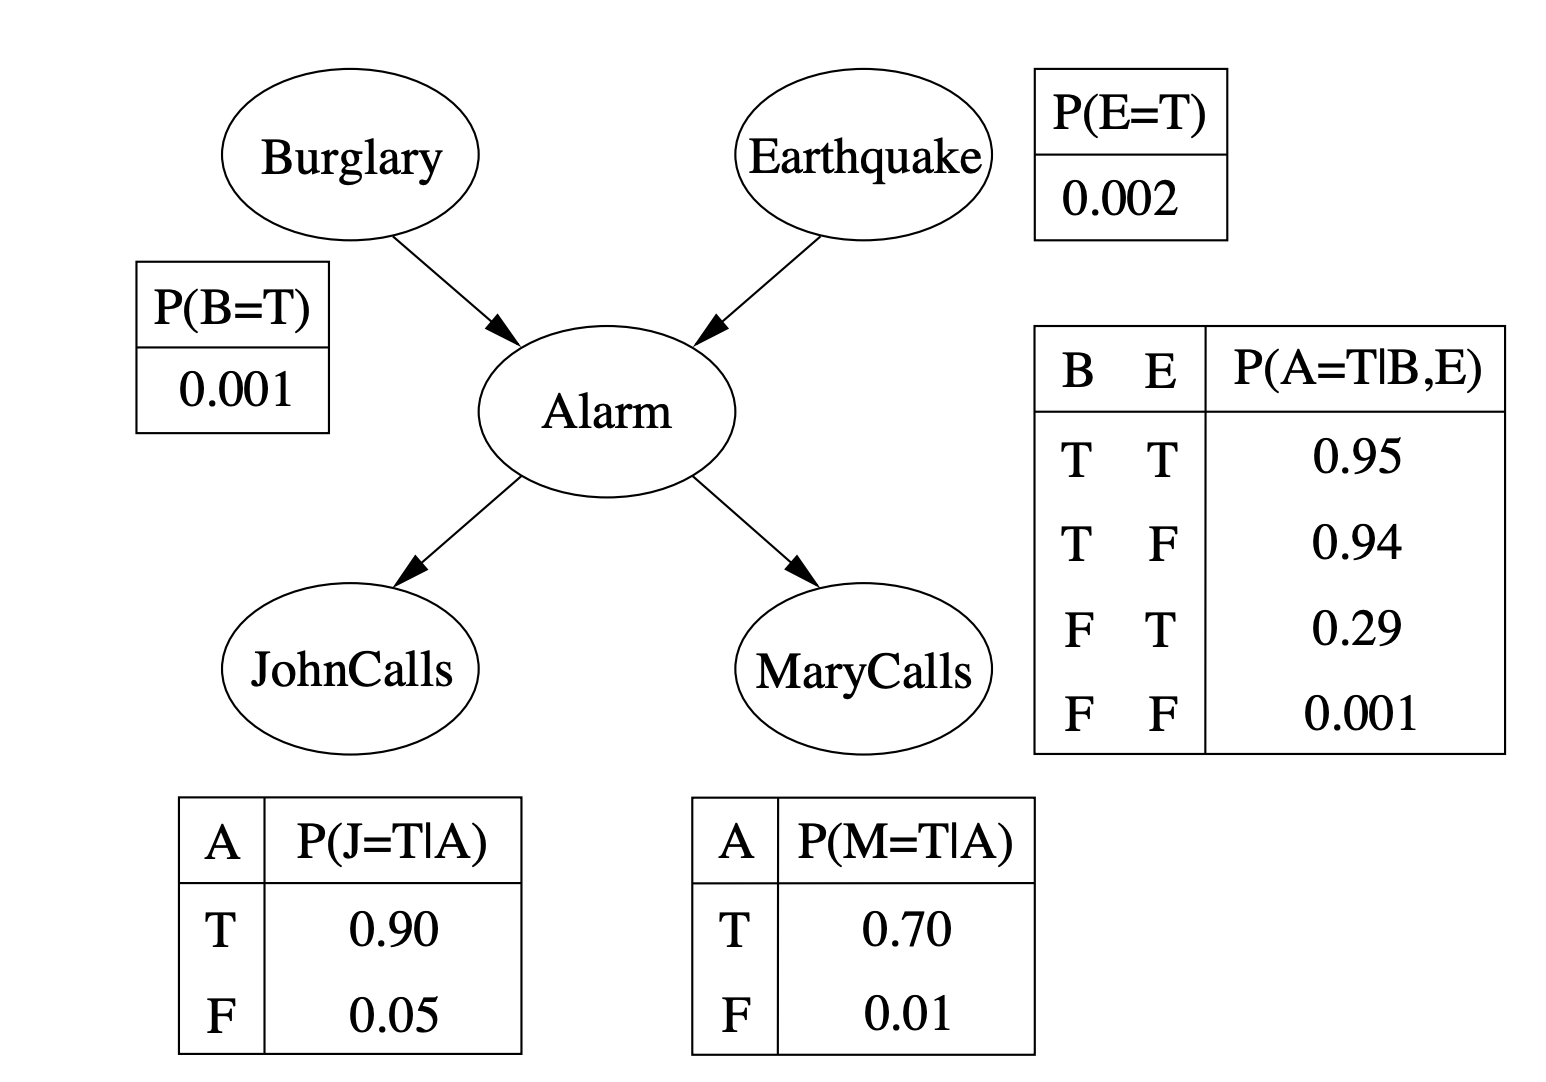 Burglary
Earthquake
P(E=T)
0.002
P(B=T)
0.001
Alarm
B E P(A=T|B,E)
T T 0.95
T F 0.94
F T 0.29
F F 0.001
JohnCalls
MaryCalls
A P(J=T|A)
T 0.90
F 0.05
A P(M=T|A)
T 0.70
F 0.01